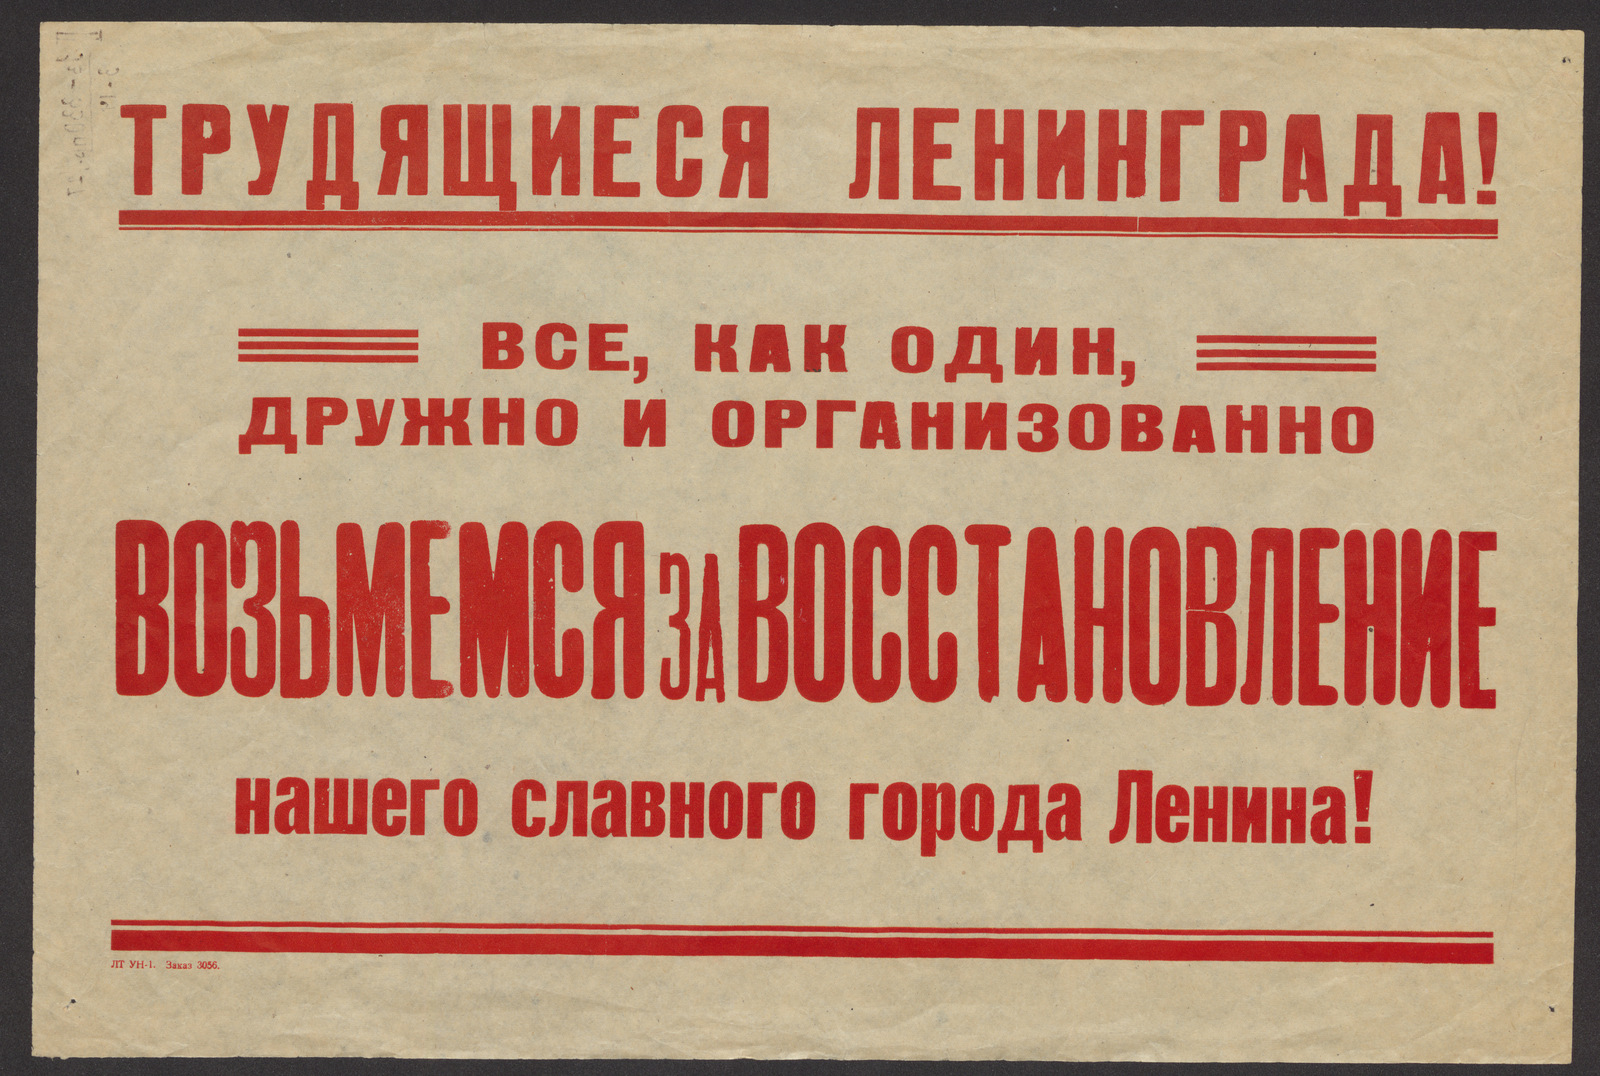 ТРУДЯЩИЕСЯ ЛЕНИНГРАДА!
ВСЕ, КАК ОДИН,
ДРУЖНО И ОРГАНИЗОВАННО
ВОЗЬМЕМСЯ ЗА ВОССТАНОВЛЕНИЕ
нашего славного города Ленина!
ЛТ УН-1. Заказ 3056.